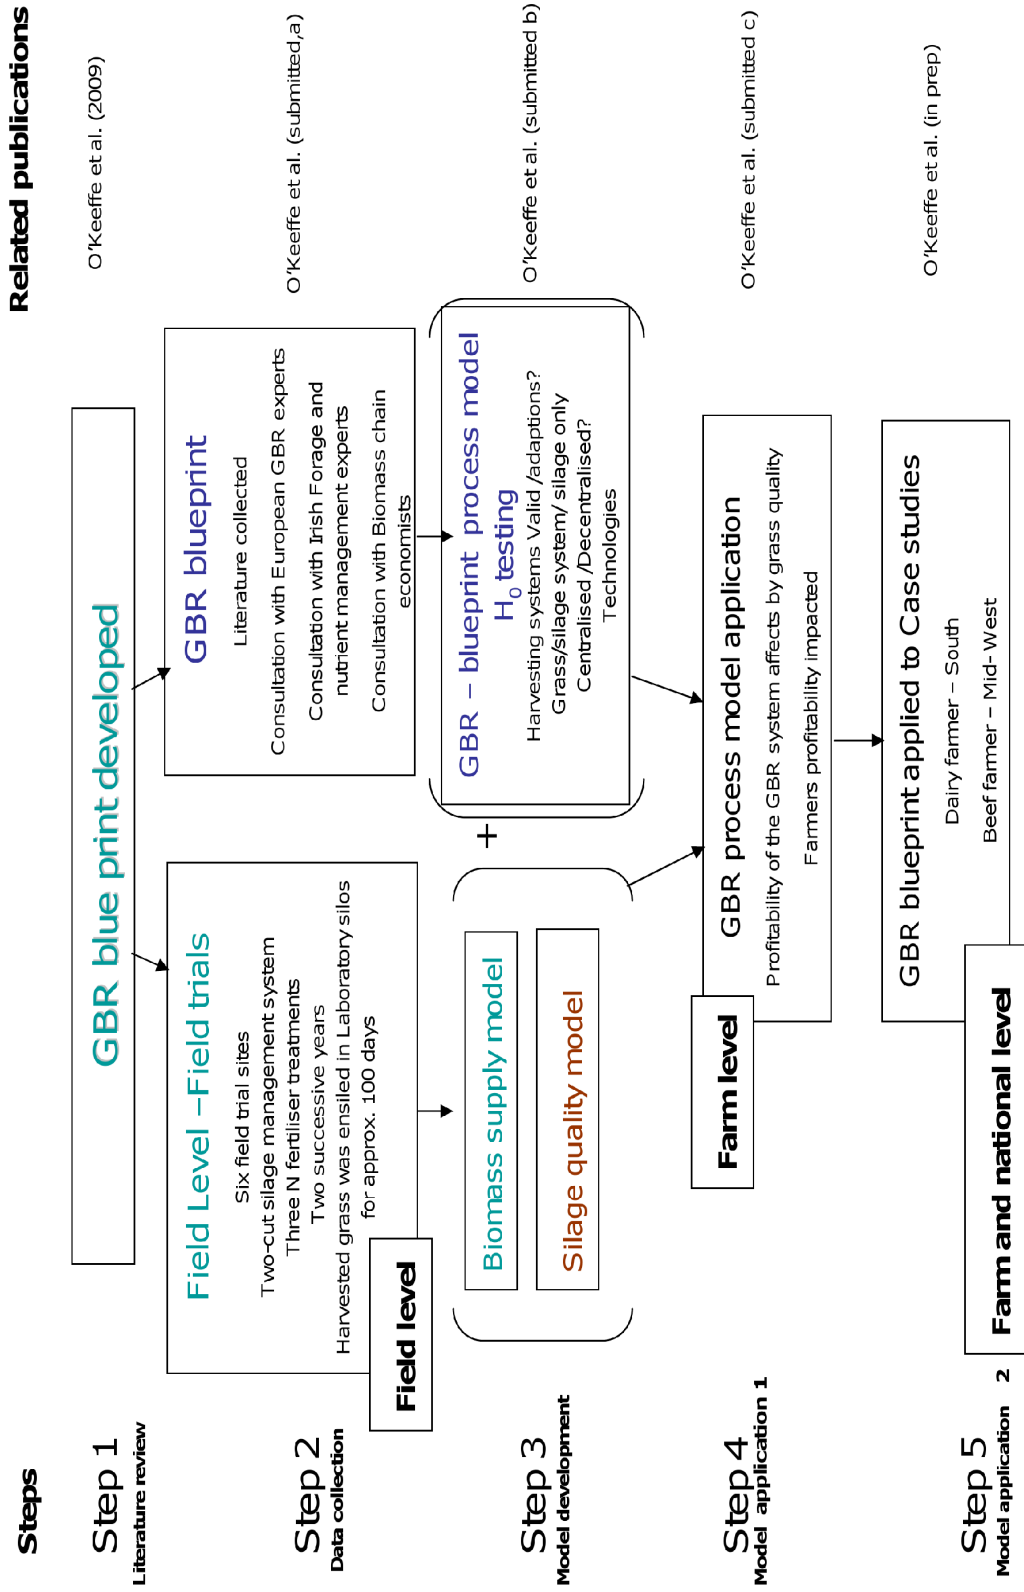 Steps
Related publications
Step 1
Literature review
GBR blue print developed
O'Keeffe et al. (2009)
Step 2
Data collection
Field Level –Field trials
Six field trial sites
Two-cut silage management system
Three N fertiliser treatments
Two successive years
Harvested grass was ensiled in Laboratory silos
for approx. 100 days
Field level
GBR blueprint
Literature collected
Consultation with European GBR experts
Consultation with Irish Forage and
nutrient management experts
Consultation with Biomass chain
economists
O'Keeffe et al. (submitted,a)
Step 3
Model development
Biomass supply model
Silage quality model
+
GBR – blueprint process model
H₀ testing
Harvesting systems Valid /adaptions?
Grass/silage system/ silage only
Centralised /Decentralised?
Technologies
O'Keeffe et al. (submitted b)
Step 4
Model application 1
Farm level
GBR process model application
Profitability of the GBR system affects by grass quality
Farmers profitability impacted
O'Keeffe et al. (submitted c)
Step 5
Model application 2
Farm and national level
GBR blueprint applied to Case studies
Dairy farmer – South
Beef farmer – Mid- West
O'Keeffe et al. (in prep)